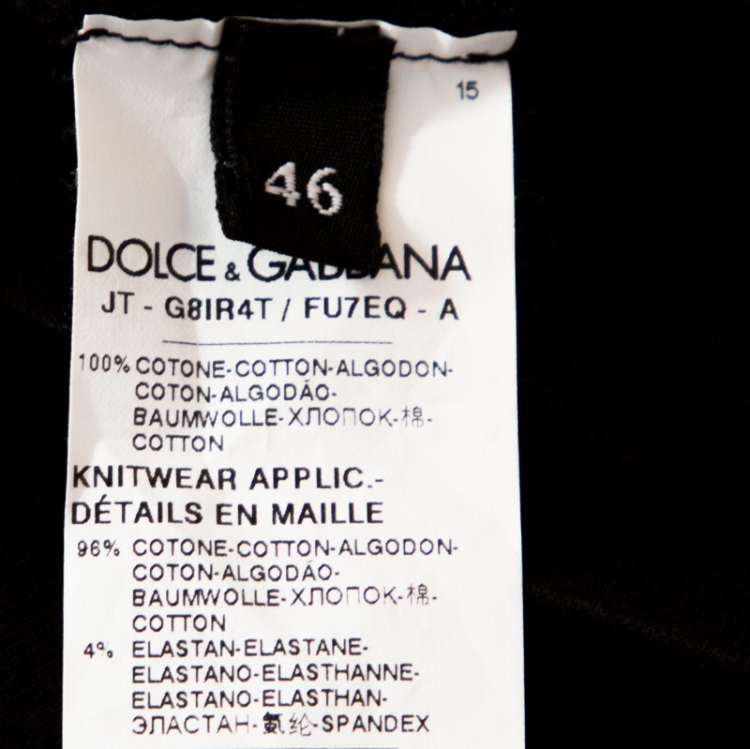 15
46
DOLCE & GABBANA
JT - G8IR4T / FU7EQ - A
100% COTONE-COTTON-ALGODON-
COTON-ALGODÃO-
BAUMWOLLE-ХЛОПОК-棉-
COTTON
KNITWEAR APPLIC.-
DÉTAILS EN MAILLE
96% COTONE-COTTON-ALGODON-
COTON-ALGODÃO-
BAUMWOLLE-ХЛОПОК-棉-
COTTON
4% ELASTAN-ELASTANE-
ELASTANO-ELASTHANNE-
ELASTANO-ELASTHAN-
ЭЛАСТАН-氨纶-SPANDEX